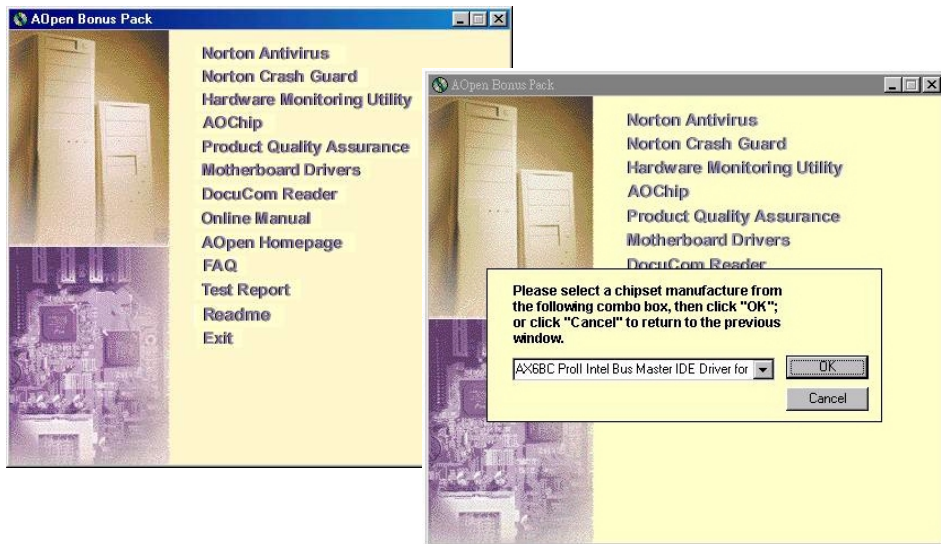 AOpen Bonus Pack
Norton Antivirus
Norton Crash Guard
Hardware Monitoring Utility
AOChip
Product Quality Assurance
Motherboard Drivers
DocuCom Reader
Online Manual
AOpen Homepage
FAQ
Test Report
Readme
Exit
AOpen Bonus Pack
Norton Antivirus
Norton Crash Guard
Hardware Monitoring Utility
AOChip
Product Quality Assurance
Motherboard Drivers
DocuCom Reader
Please select a chipset manufacture from
the following combo box, then click "OK";
or click "Cancel" to return to the previous
window.
AX6BC ProII Intel Bus Master IDE Driver for
OK
Cancel